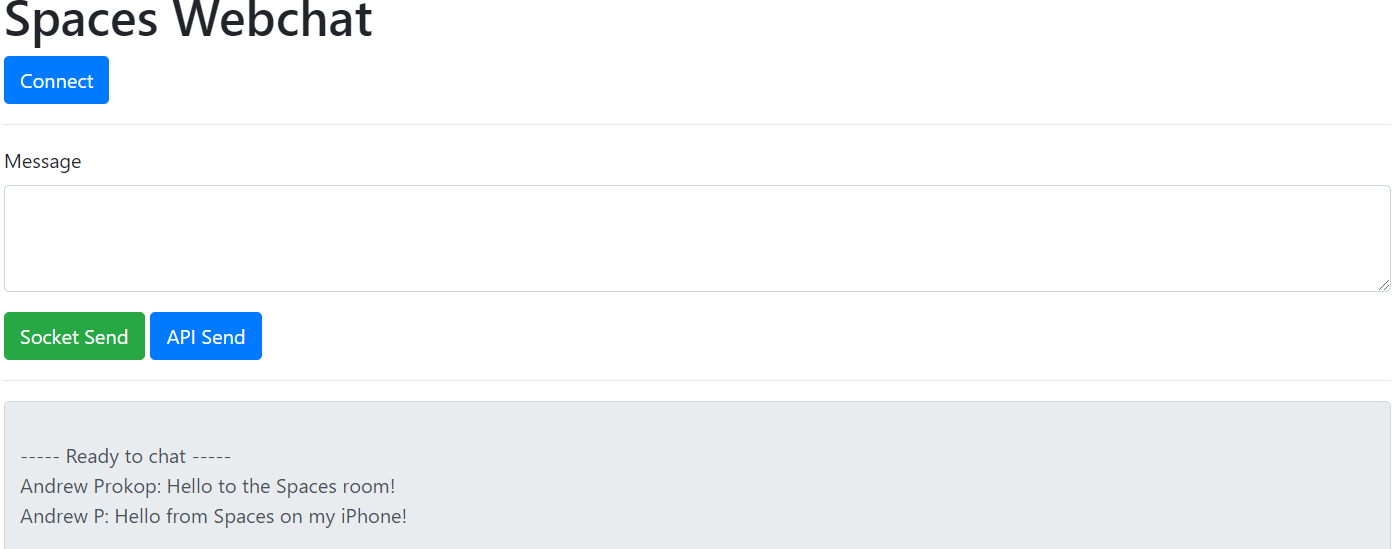 Spaces Webchat
Connect
Message
Socket Send API Send
----- Ready to chat -----
Andrew Prokop: Hello to the Spaces room!
Andrew P: Hello from Spaces on my iPhone!